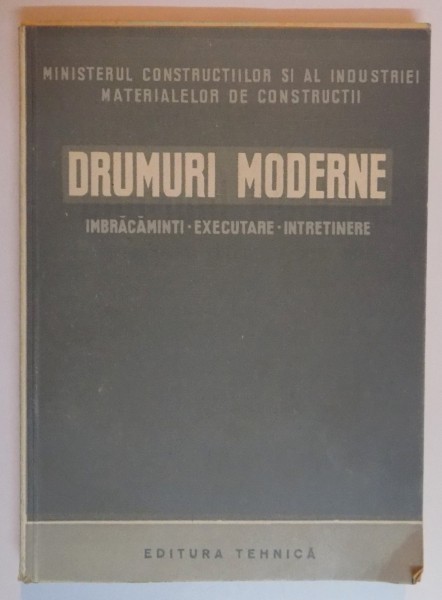 MINISTERUL CONSTRUCTIILOR SI AL INDUSTRIEI
MATERIALELOR DE CONSTRUCTII
DRUMURI MODERNE
IMBRĂCĂMINTI · EXECUTARE · INTRETINERE
EDITURA TEHNICĂ